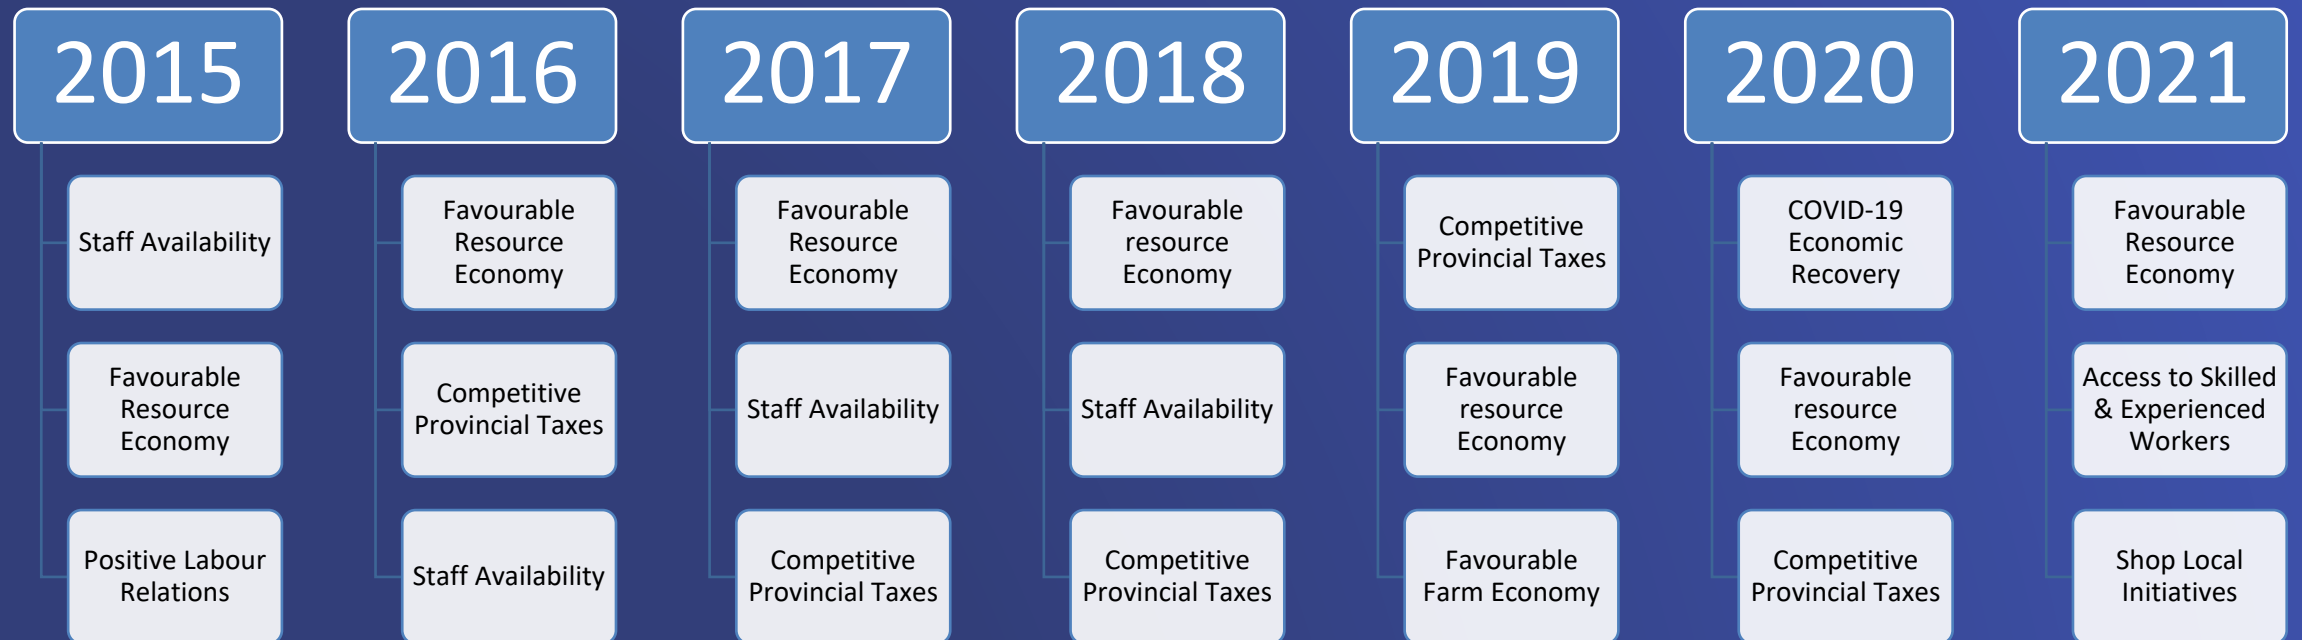 2015
Staff Availability
Favourable
Resource
Economy
Positive Labour
Relations
2016
Favourable
Resource
Economy
Competitive
Provincial Taxes
Staff Availability
2017
Favourable
Resource
Economy
Staff Availability
Competitive
Provincial Taxes
2018
Favourable
resource
Economy
Staff Availability
Competitive
Provincial Taxes
2019
Competitive
Provincial Taxes
Favourable
resource
Economy
Favourable
Farm Economy
2020
COVID-19
Economic
Recovery
Favourable
resource
Economy
Competitive
Provincial Taxes
2021
Favourable
Resource
Economy
Access to Skilled
& Experienced
Workers
Shop Local
Initiatives